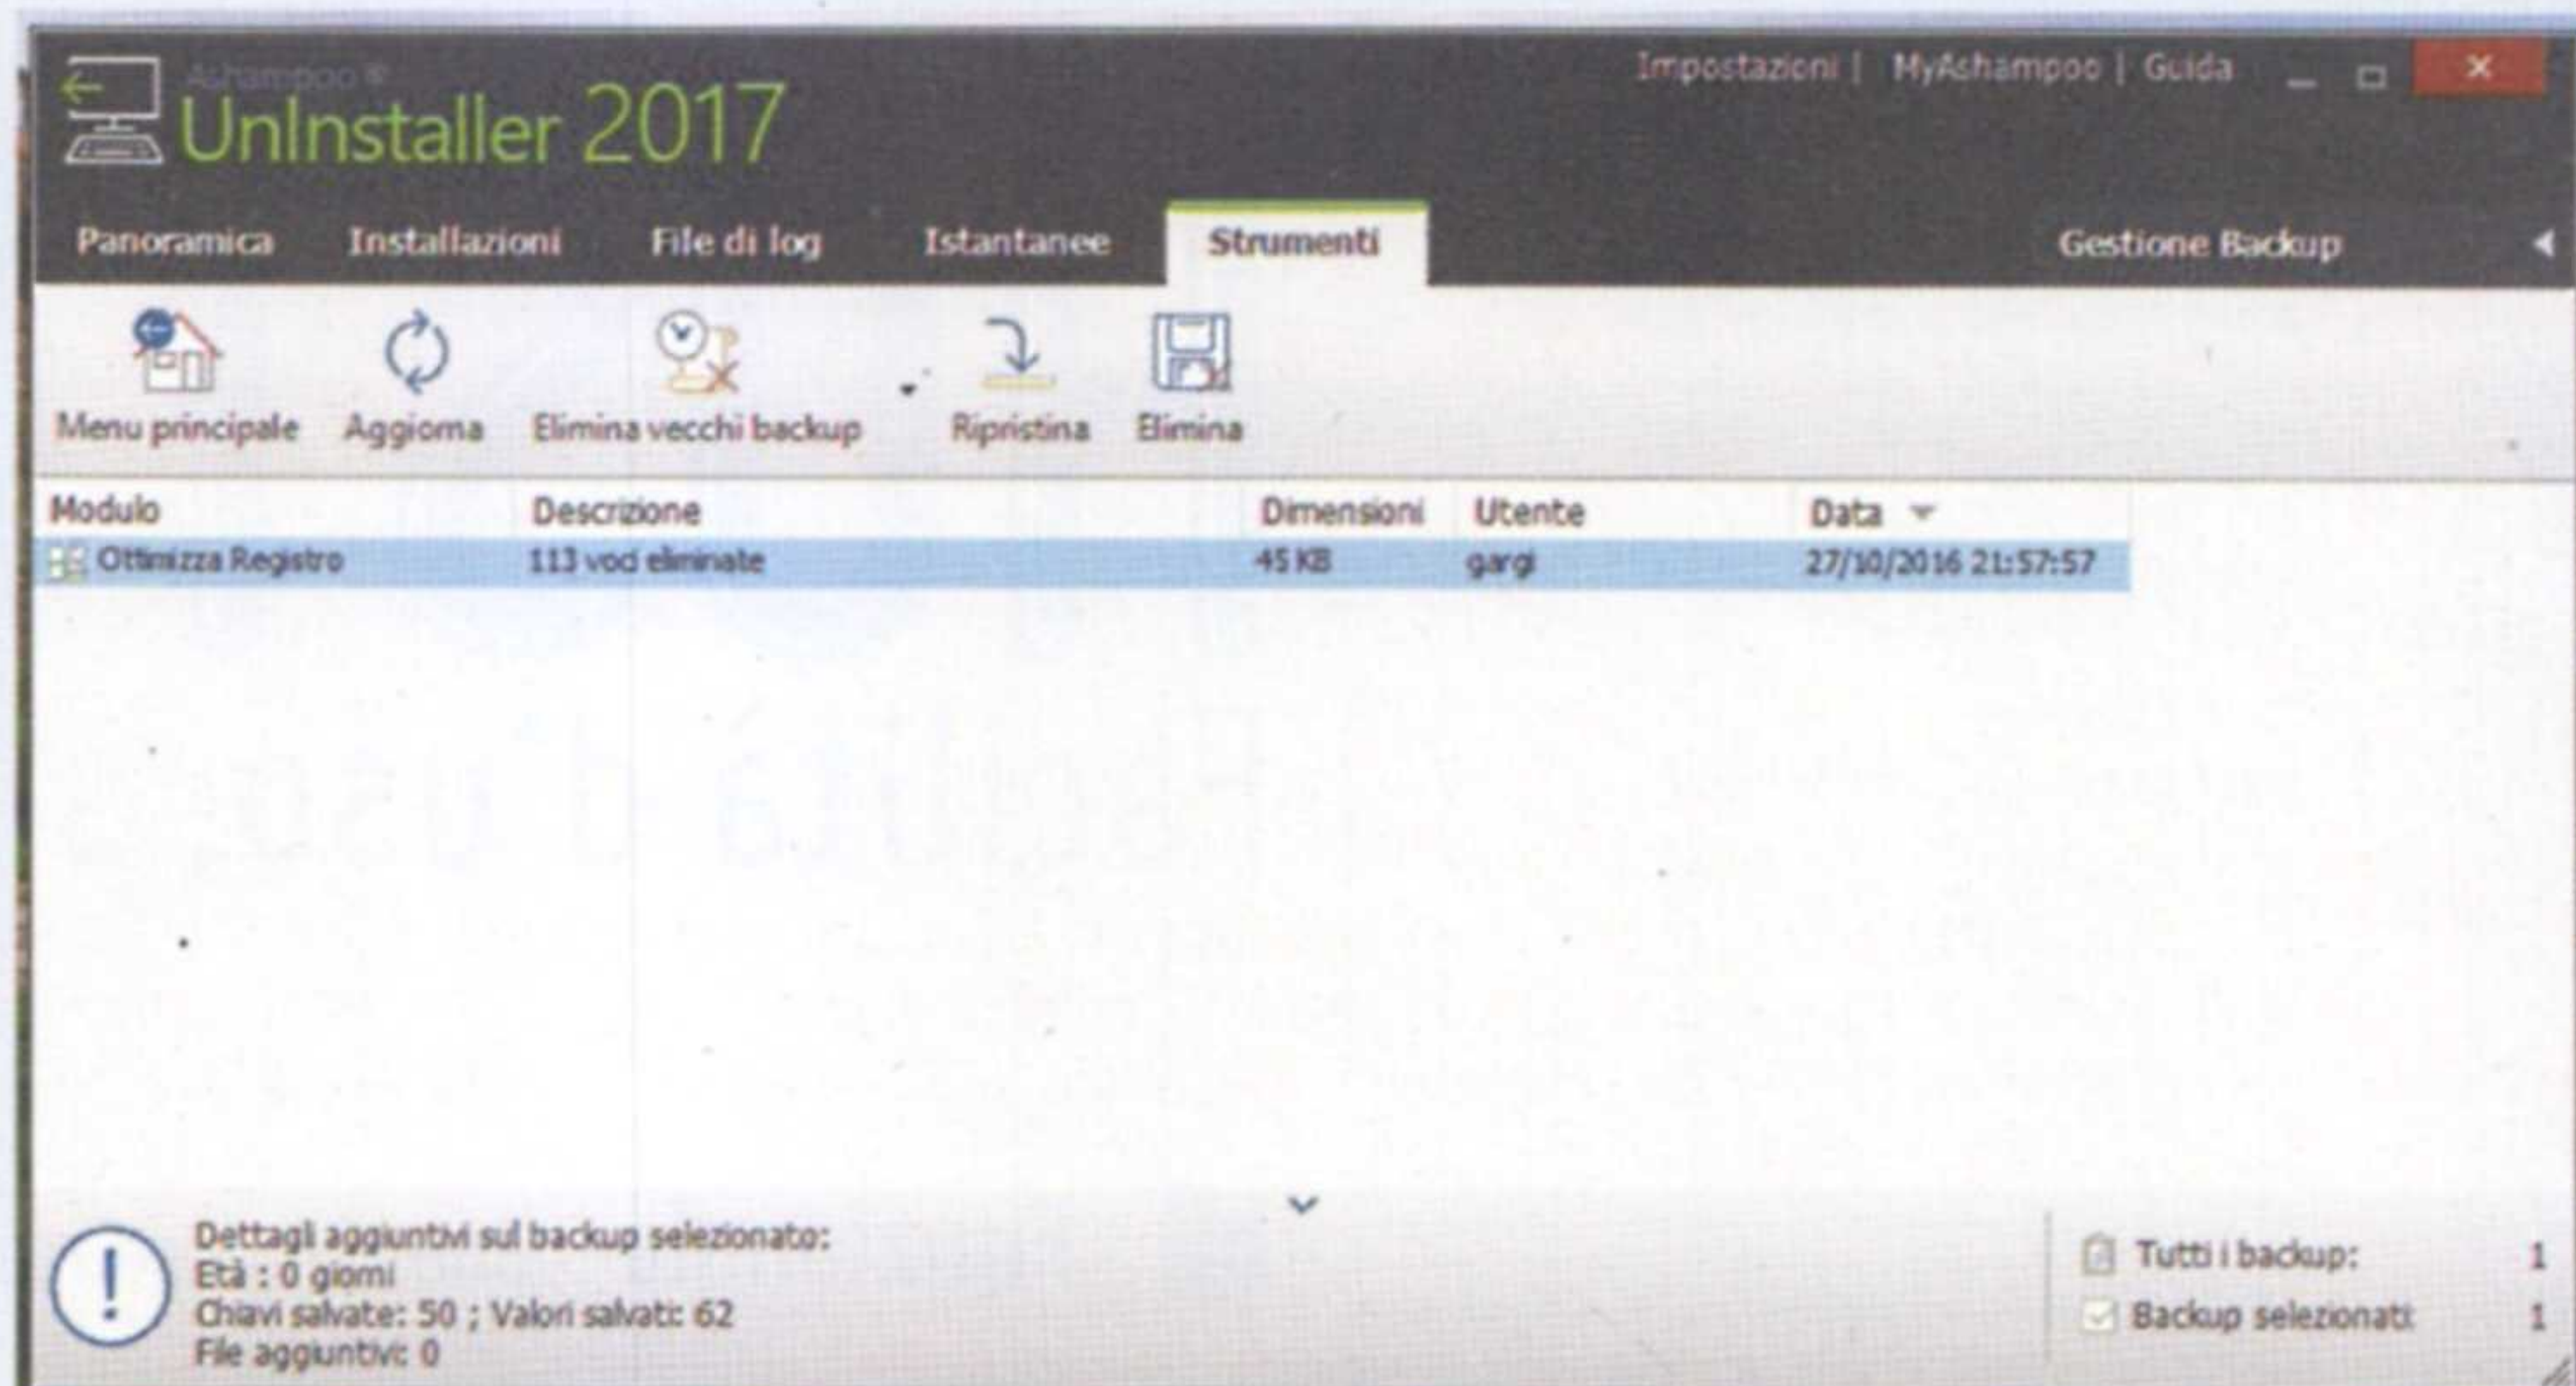 Ashampoo ®
UnInstaller 2017
Impostazioni | MyAshampoo | Guida
Panoramica Installazioni File di log Istantanee Strumenti Gestione Backup
Menu principale Aggiorna Elimina vecchi backup Ripristina Elimina
Modulo Descrizione Dimensioni Utente Data
Ottimizza Registro 113 voci eliminate 45 KB gargi 27/10/2016 21:57:57
Dettagli aggiuntivi sul backup selezionato:
Età : 0 giorni
Chiavi salvate: 50 ; Valori salvati: 62
File aggiuntivi: 0
Tutti i backup: 1
Backup selezionati: 1